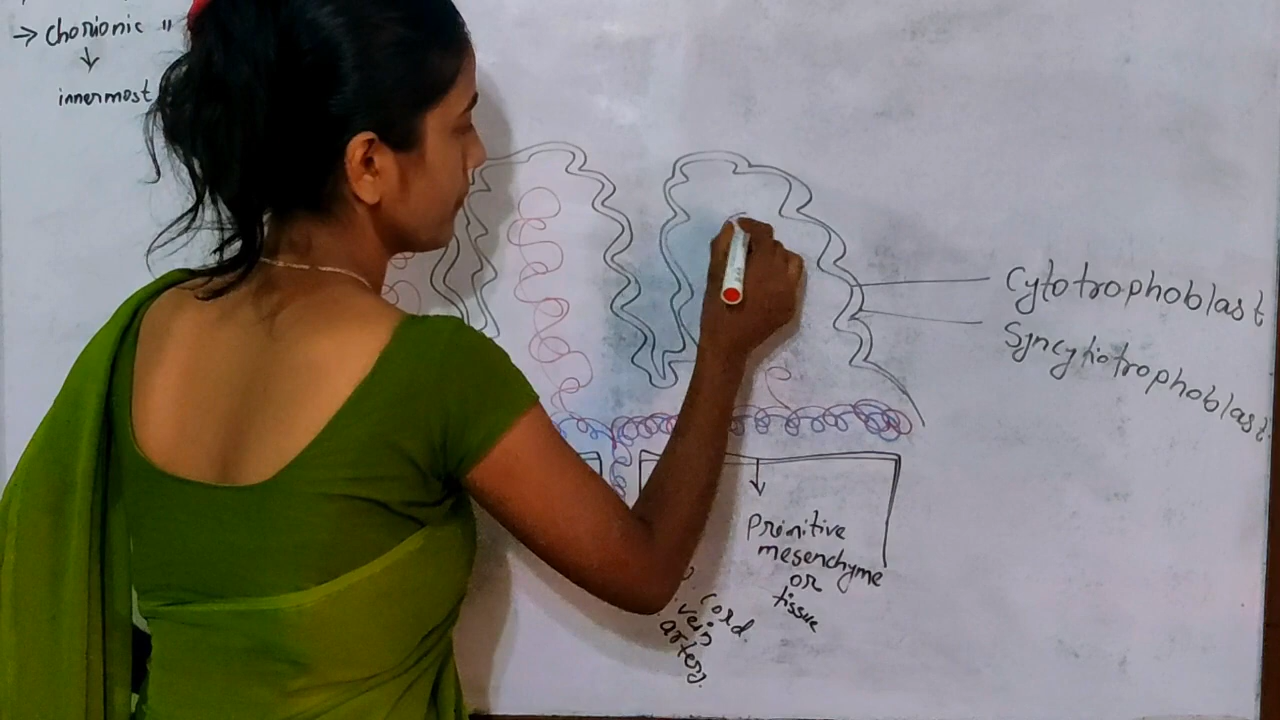 → Chorionic "
↓
innermost
Cytotrophoblast
Syncytiotrophoblast
Primitive
mesenchyme
or
tissue
cord.
vein
artery.